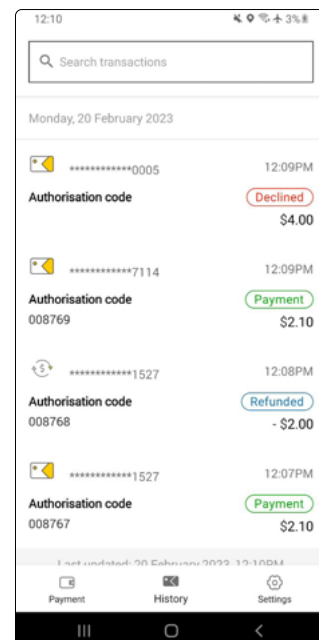 12:10 3%
Search transactions
Monday, 20 February 2023
************0005 12:09PM
Authorisation code Declined
$4.00
************7114 12:09PM
Authorisation code Payment
008769 $2.10
************1527 12:08PM
Authorisation code Refunded
008768 - $2.00
************1527 12:07PM
Authorisation code Payment
008767 $2.10
Last updated: 20 February 2023, 12:10PM
Payment History Settings